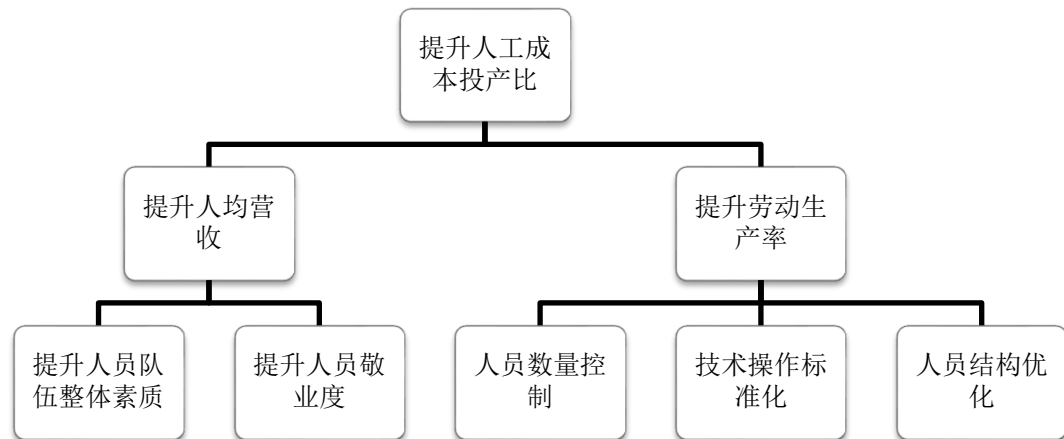 提升人工成
本投产比
提升人均营
收
提升劳动生
产率
提升人员队
伍整体素质
提升人员敬
业度
人员数量控
制
技术操作标
准化
人员结构优
化